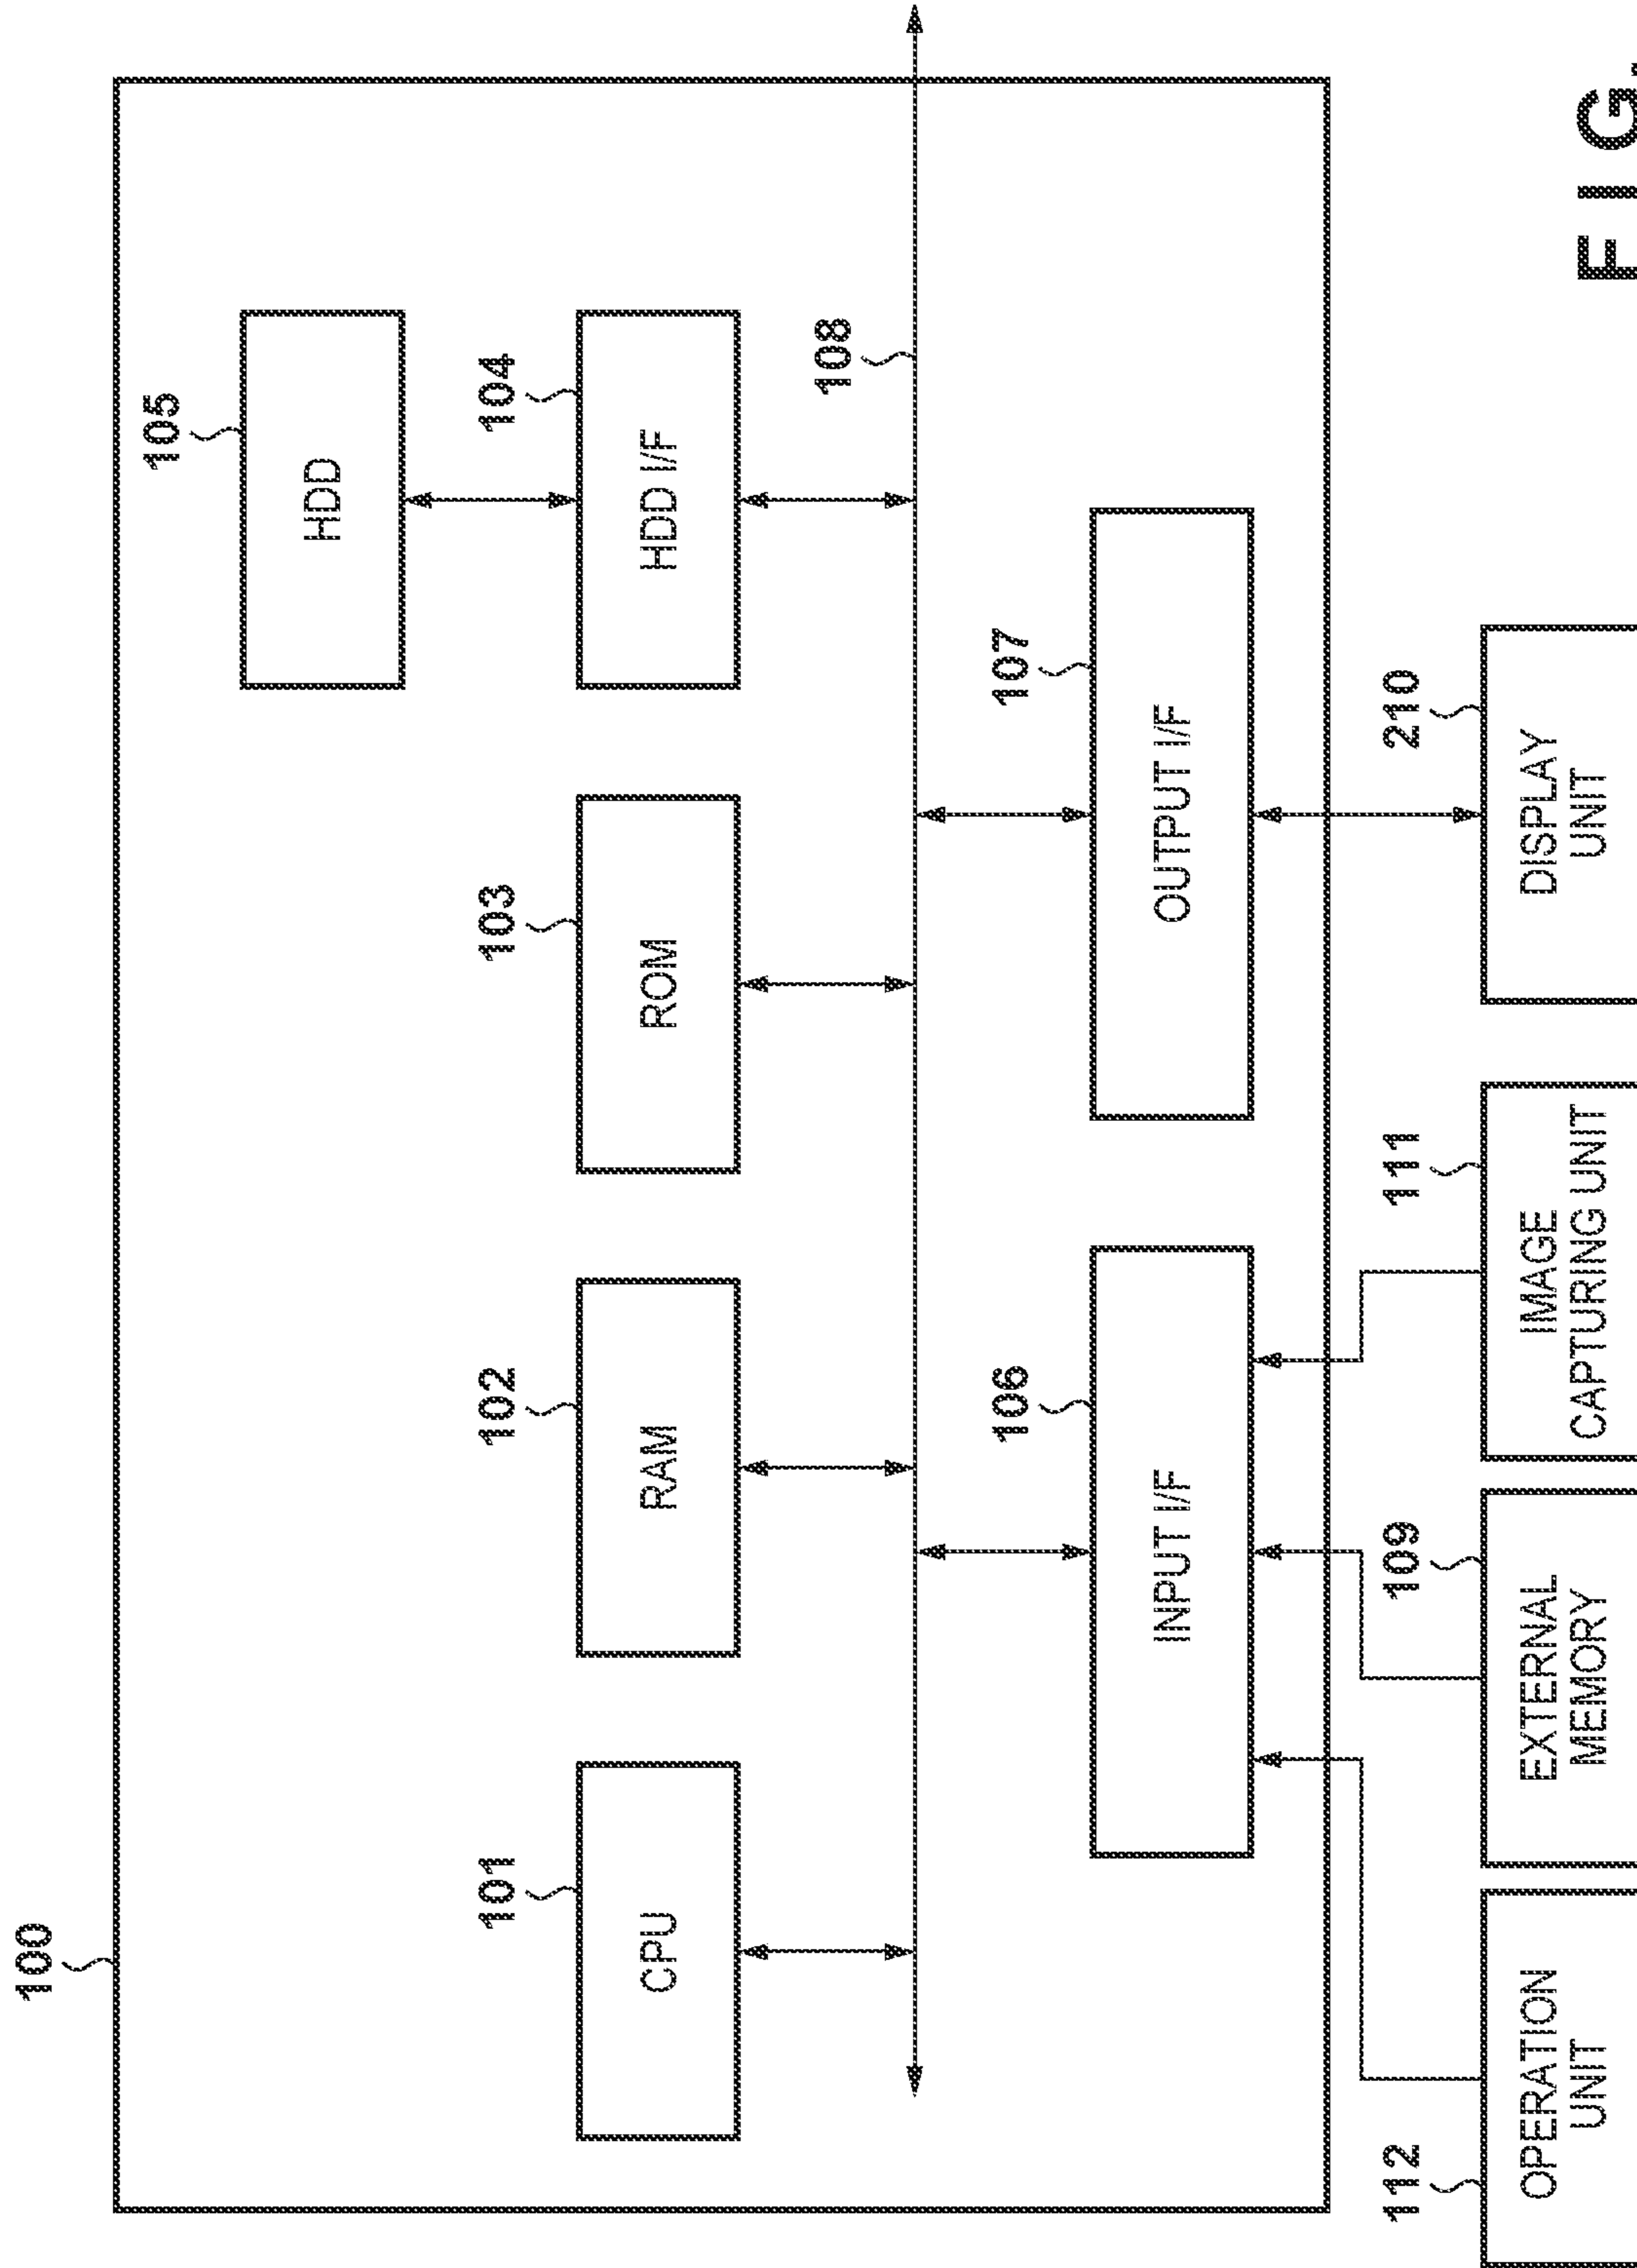 100
105
HDD
101
102
103
104
CPU
RAM
ROM
HDD I/F
108
106
107
INPUT I/F
OUTPUT I/F
112
109
111
210
OPERATION
UNIT
EXTERNAL
MEMORY
IMAGE
CAPTURING UNIT
DISPLAY
UNIT
FIG.